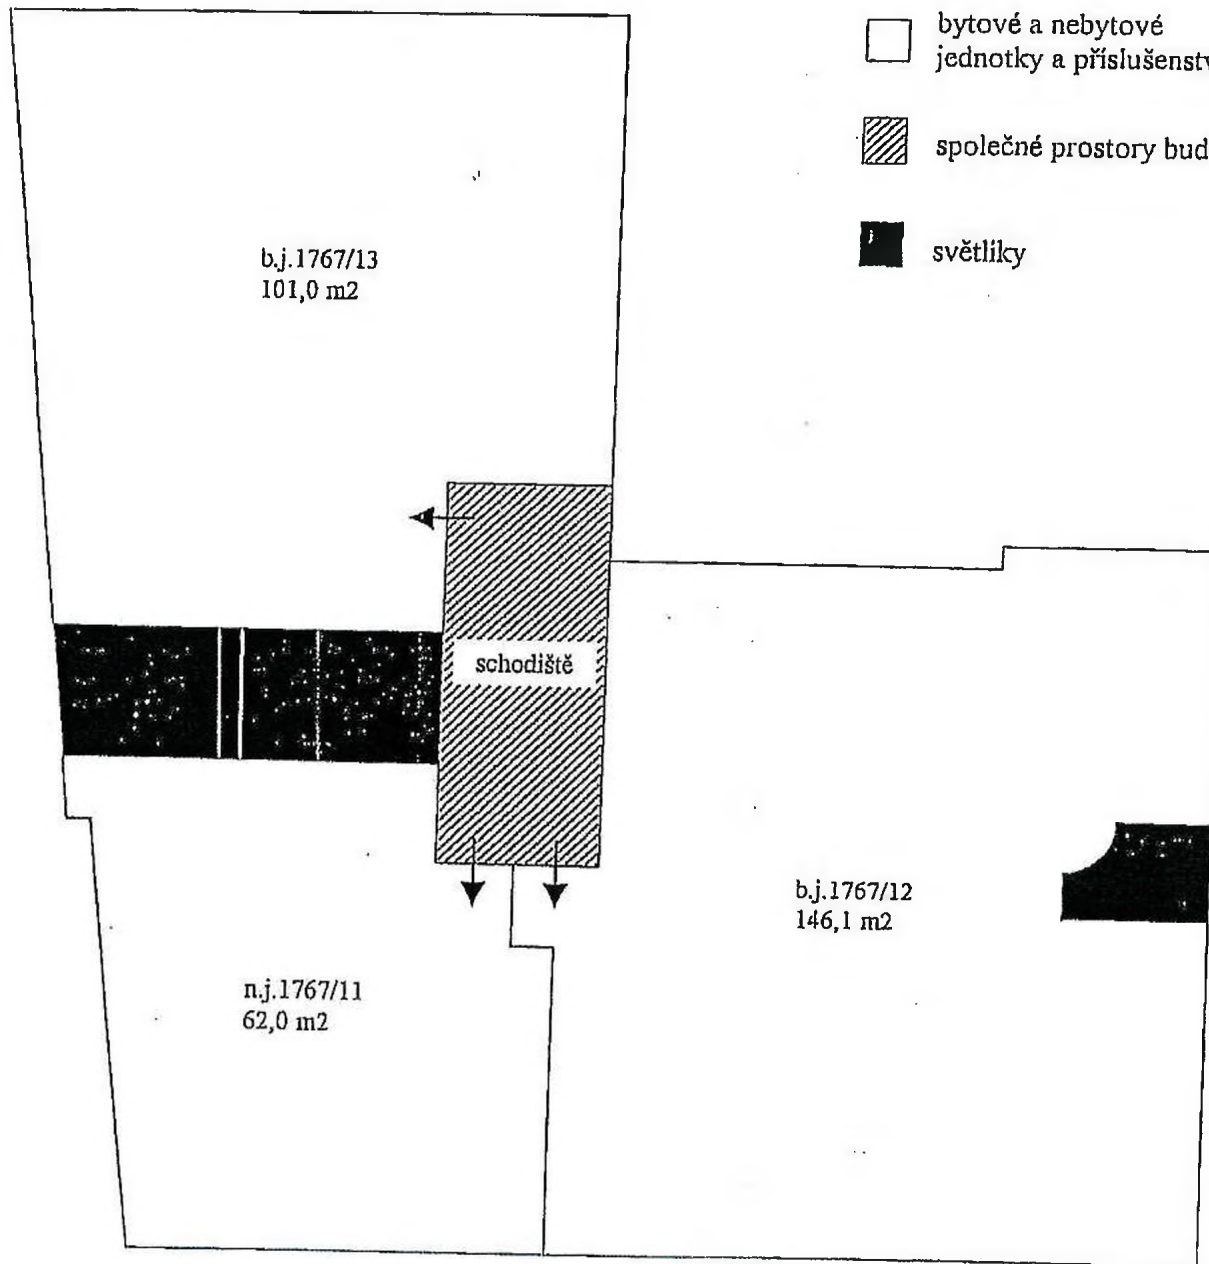 bytové a nebytové
jednotky a příslušenstv
společné prostory bud
světlíky
b.j.1767/13
101,0 m2
schodiště
b.j.1767/12
146,1 m2
n.j.1767/11
62,0 m2